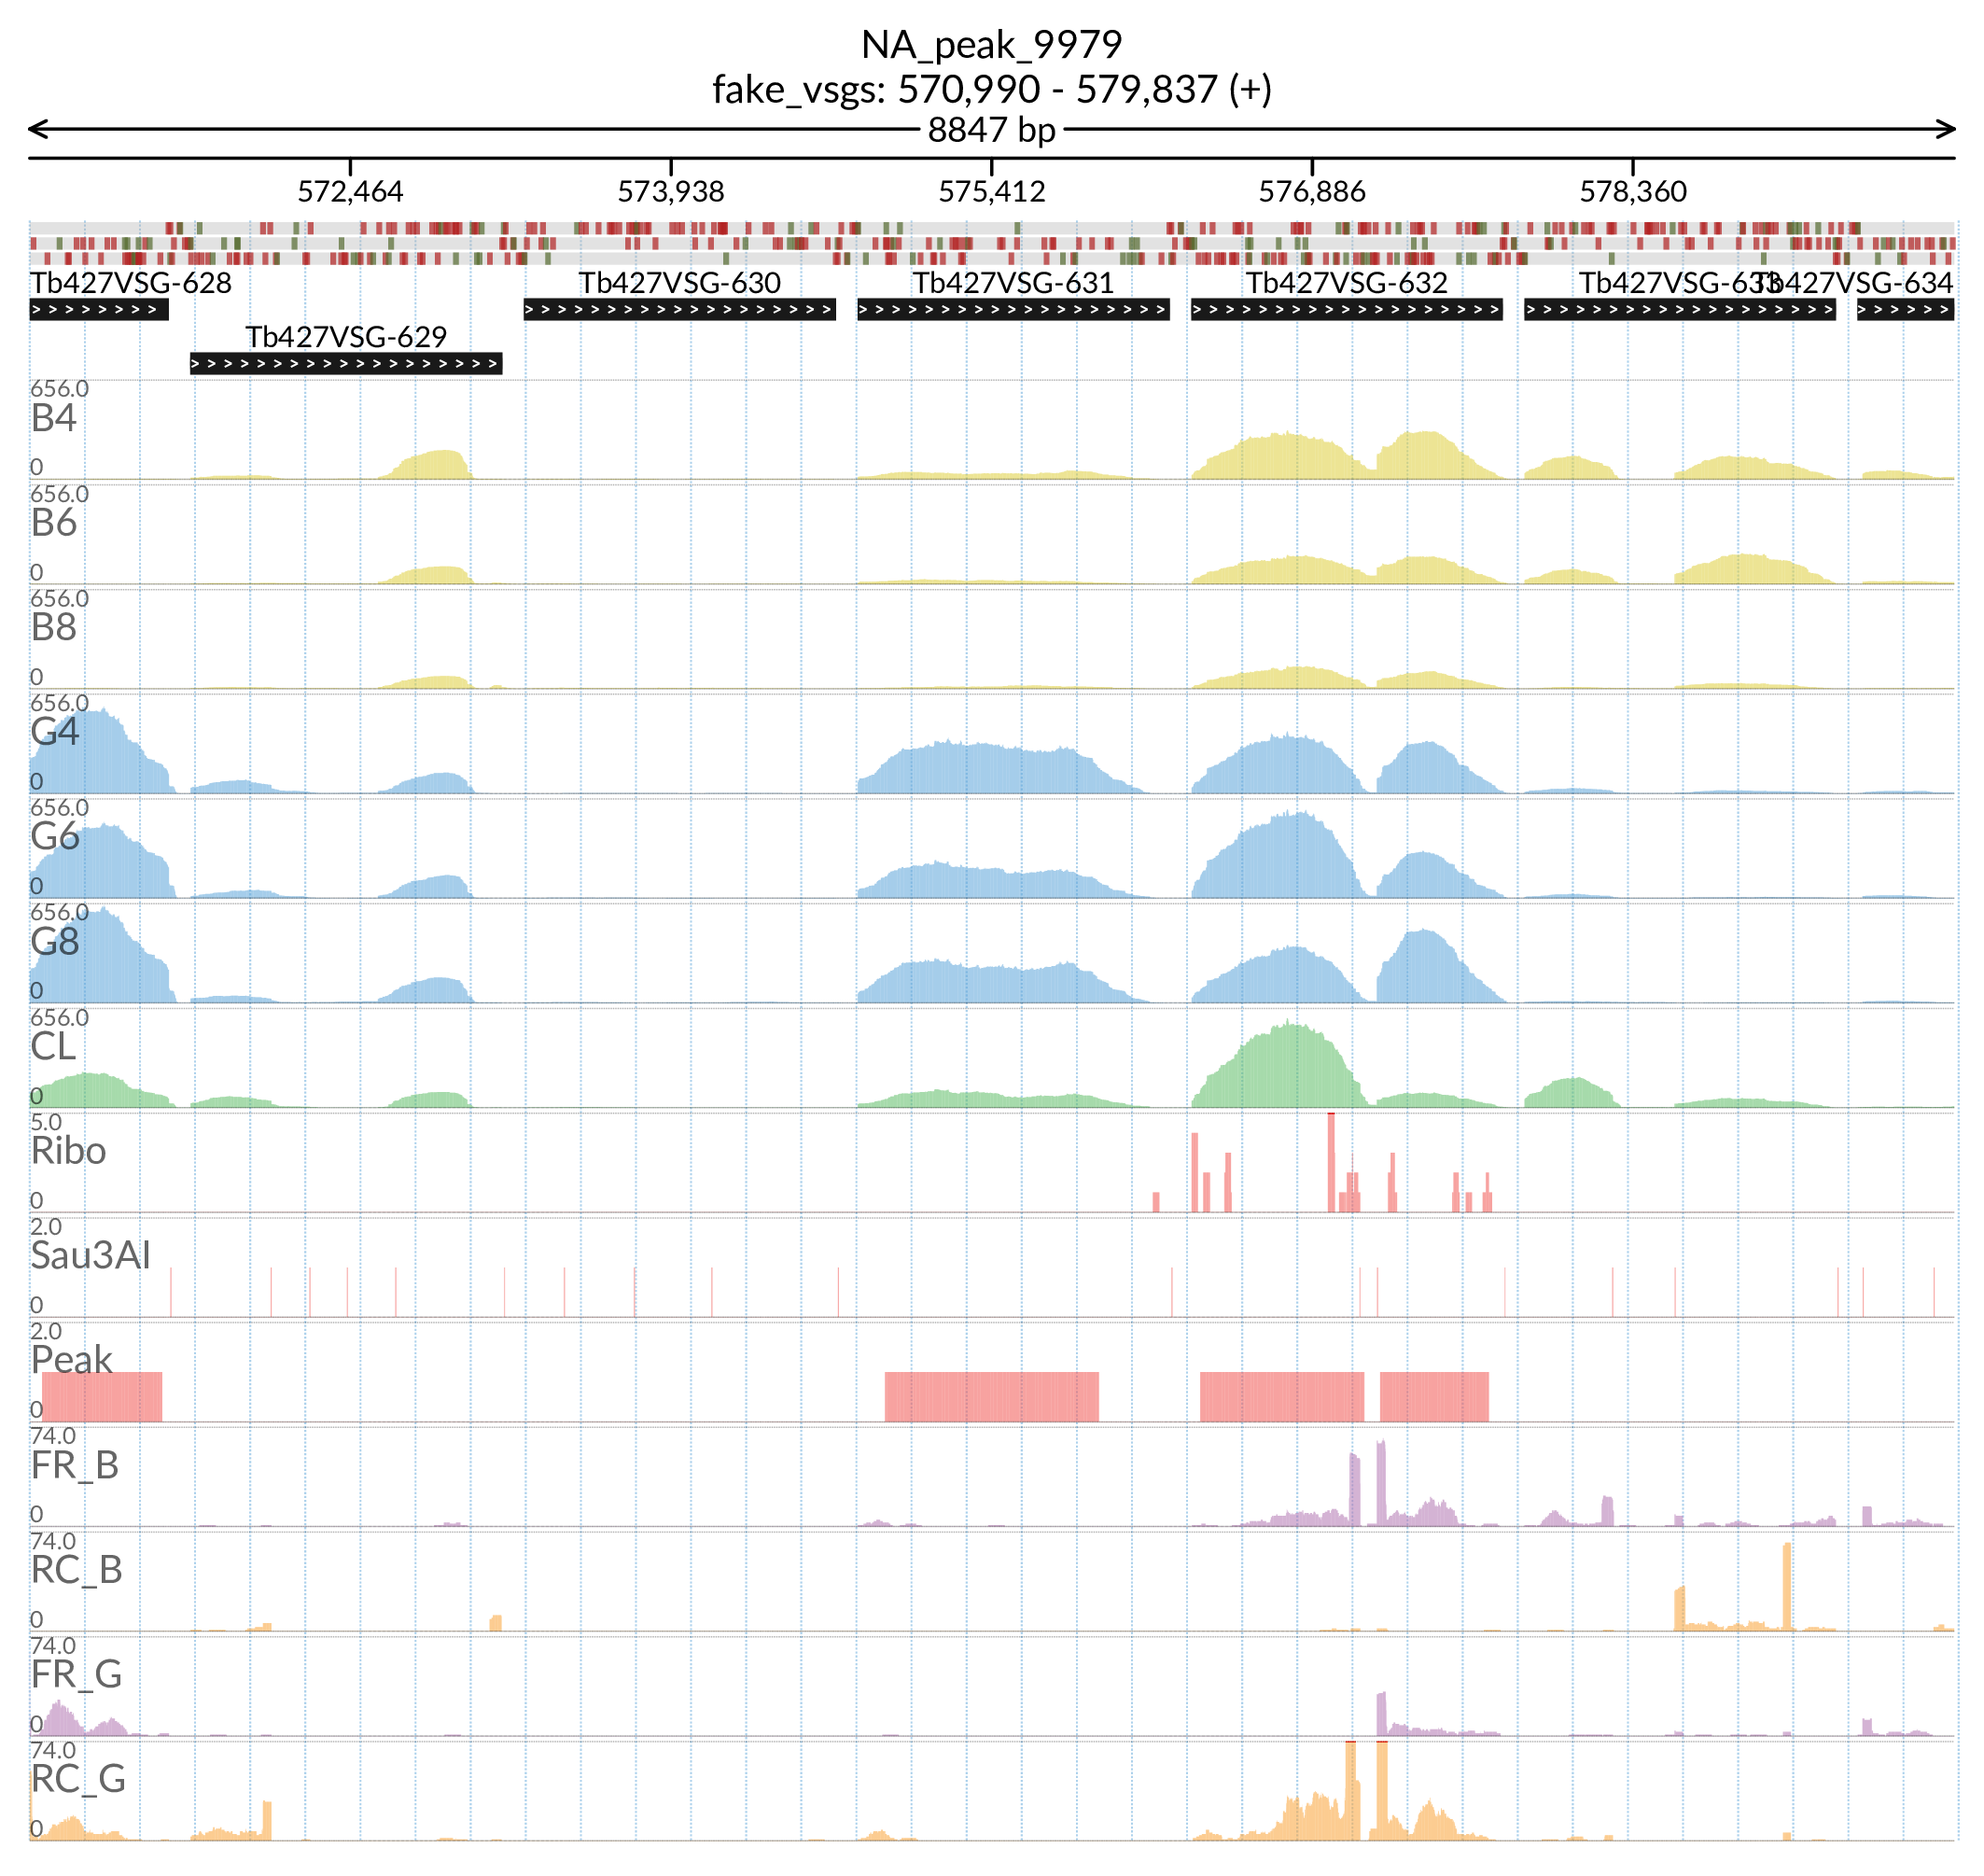 NA_peak_9979
fake_vsgs: 570,990 - 579,837 (+)
8847 bp
572,464 573,938 575,412 576,886 578,360
Tb427VSG-628 Tb427VSG-630 Tb427VSG-631 Tb427VSG-632 Tb427VSG-633 Tb427VSG-634
Tb427VSG-629
656.0
B4
0
656.0
B6
0
656.0
B8
0
656.0
G4
0
656.0
G6
0
656.0
G8
0
656.0
CL
0
5.0
Ribo
0
2.0
Sau3AI
0
2.0
Peak
0
74.0
FR_B
0
74.0
RC_B
0
74.0
FR_G
0
74.0
RC_G
0